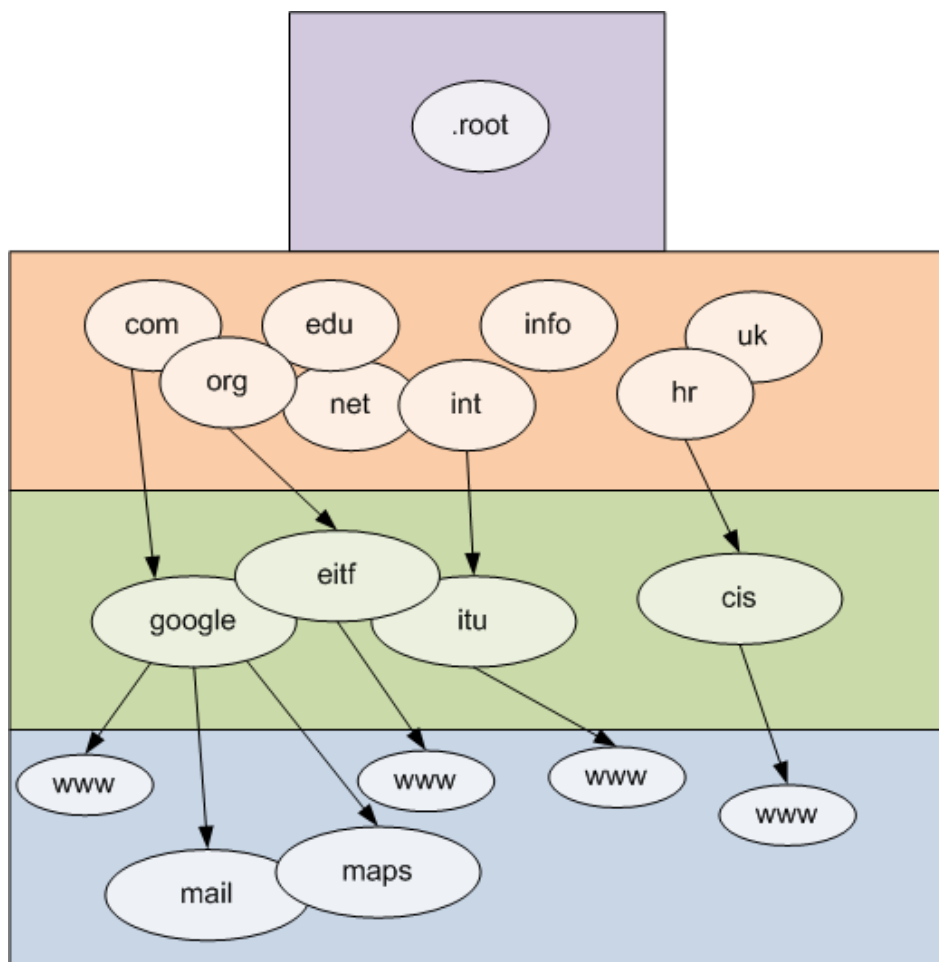 .root
com
edu
info
uk
org
net
int
hr
google
eitf
itu
cis
www
www
www
www
mail
maps